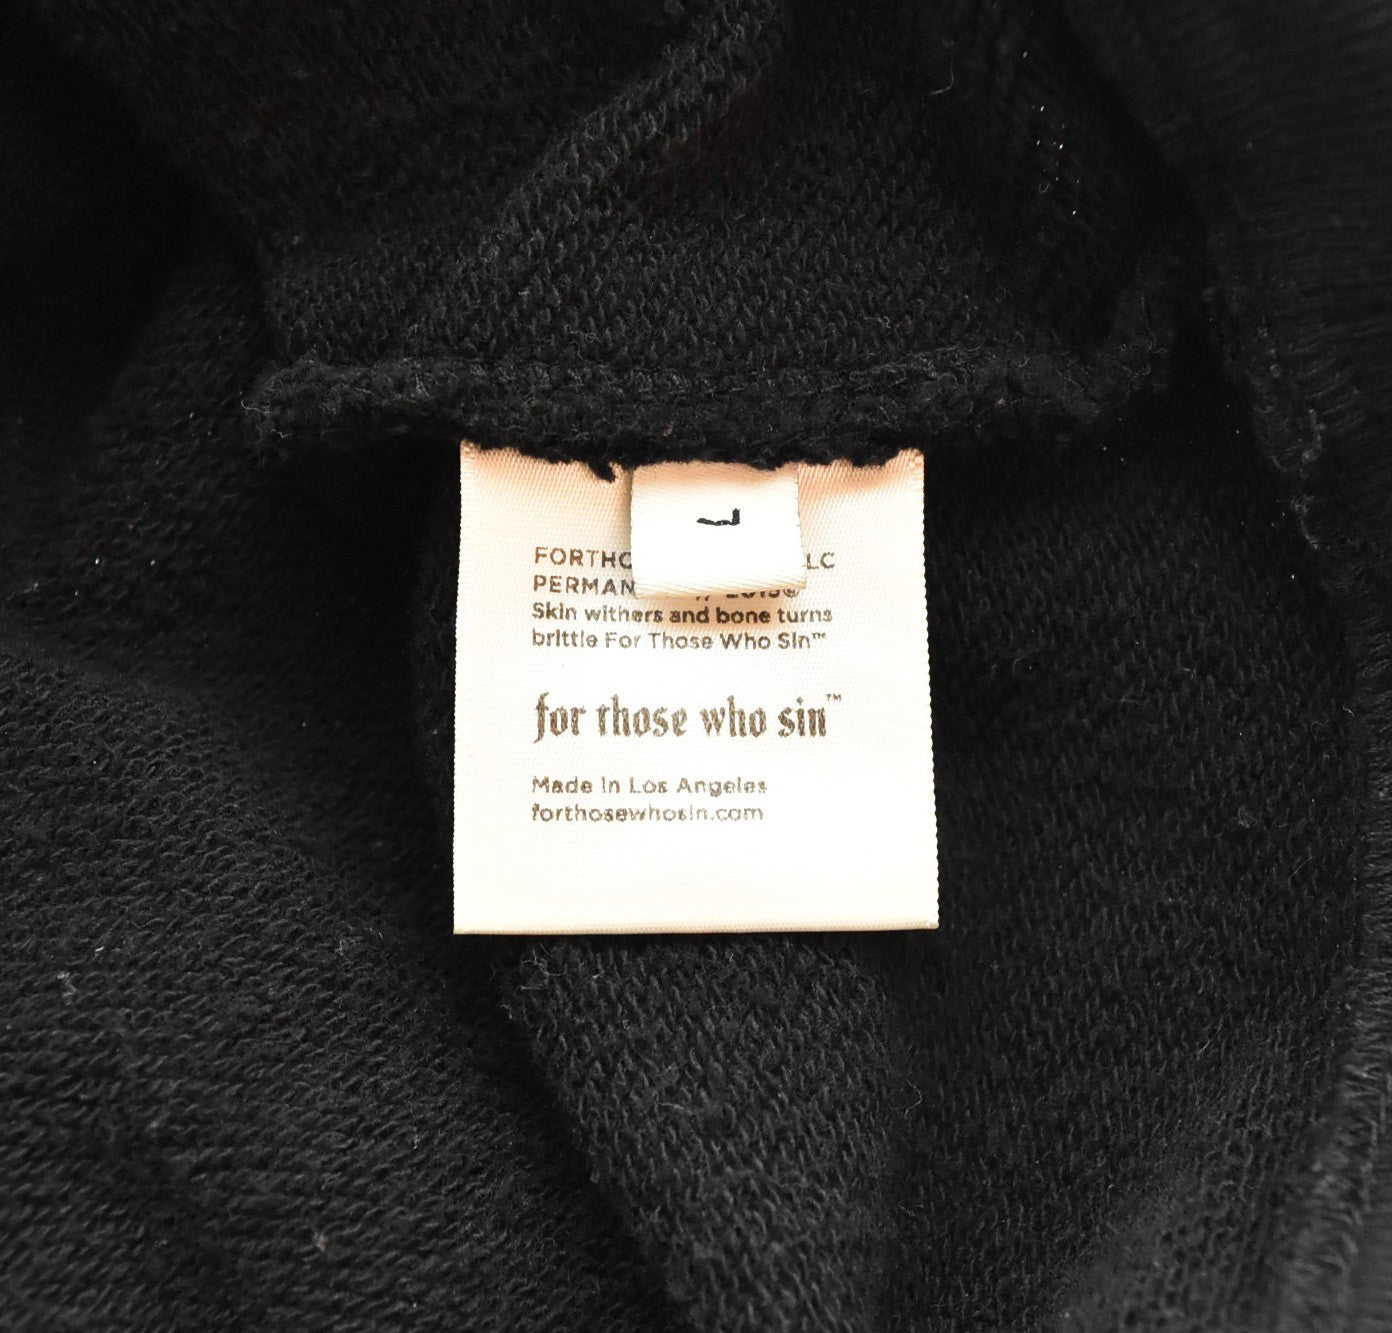 L
FORTHO LC
PERMAN // 2015©
Skin withers and bone turns
brittle For Those Who Sin™
for those who sin™
Made in Los Angeles
forthosewhosin.com